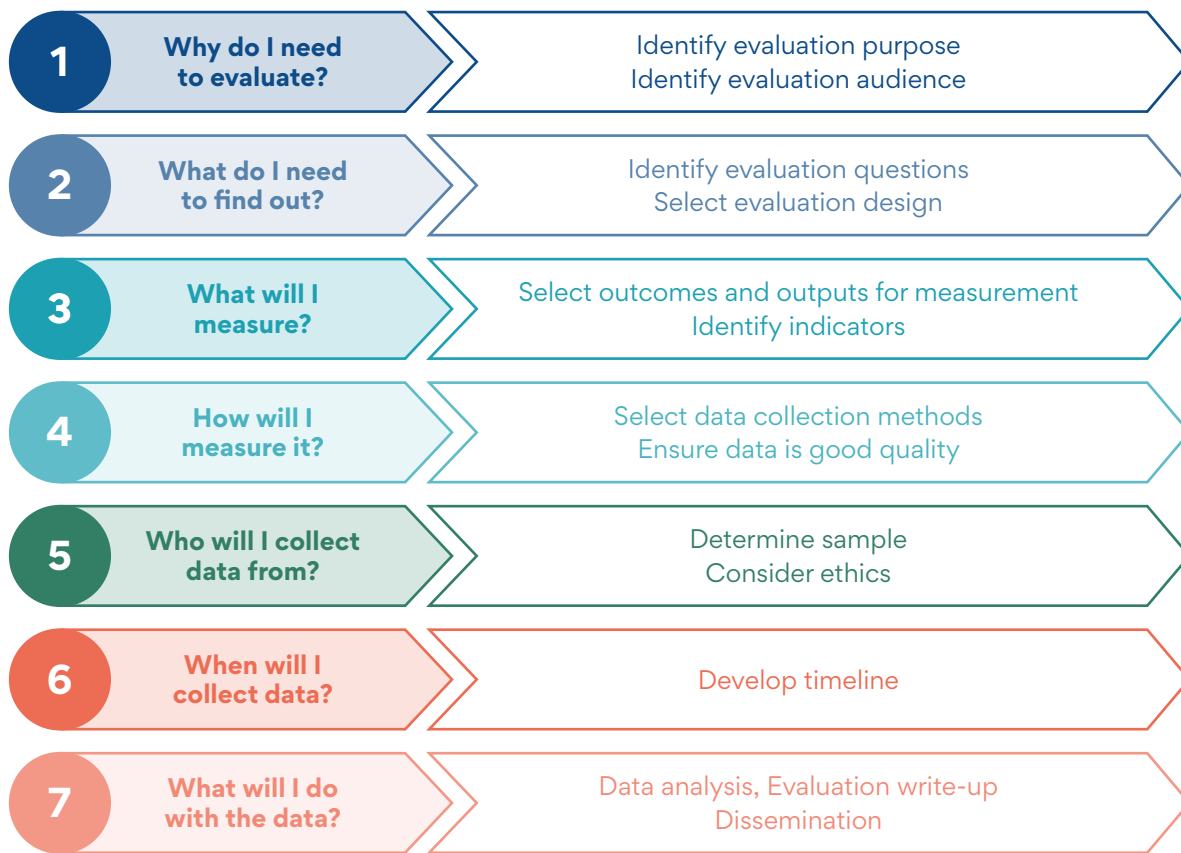 1
Why do I need
to evaluate?
Identify evaluation purpose
Identify evaluation audience
2
What do I need
to find out?
Identify evaluation questions
Select evaluation design
3
What will I
measure?
Select outcomes and outputs for measurement
Identify indicators
4
How will I
measure it?
Select data collection methods
Ensure data is good quality
5
Who will I collect
data from?
Determine sample
Consider ethics
6
When will I
collect data?
Develop timeline
7
What will I do
with the data?
Data analysis, Evaluation write-up
Dissemination